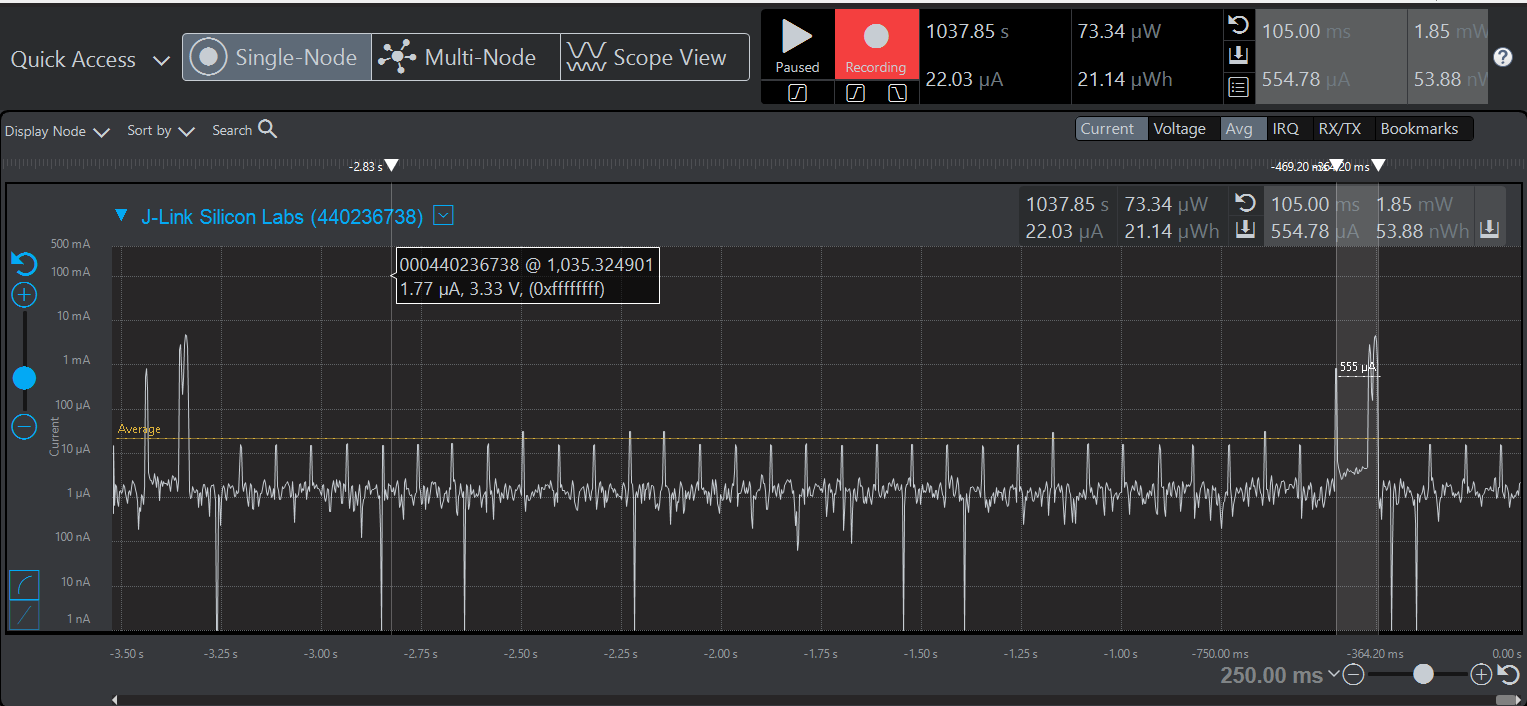 Quick Access
Single-Node
Multi-Node
Scope View
Paused
Recording
1037.85 s
22.03 µA
73.34 µW
21.14 µWh
105.00 ms
554.78 µA
1.85 mW
53.88 nW
?
Display Node
Sort by
Search
Current Voltage Avg IRQ RX/TX Bookmarks
-2.83 s
-469.20 ms
-364.20 ms
J-Link Silicon Labs (440236738)
1037.85 s 73.34 µW
22.03 µA 21.14 µWh
105.00 ms 1.85 mW
554.78 µA 53.88 nWh
000440236738 @ 1,035.324901
1.77 µA, 3.33 V, (0xffffffff)
500 mA
100 mA
10 mA
1 mA
100 µA
10 µA
1 µA
100 nA
10 nA
1 nA
Current
Average
555 µA
-3.50 s -3.25 s -3.00 s -2.75 s -2.50 s -2.25 s -2.00 s -1.75 s -1.50 s -1.25 s -1.00 s -750.00 ms -364.20 ms 0.00 s
250.00 ms